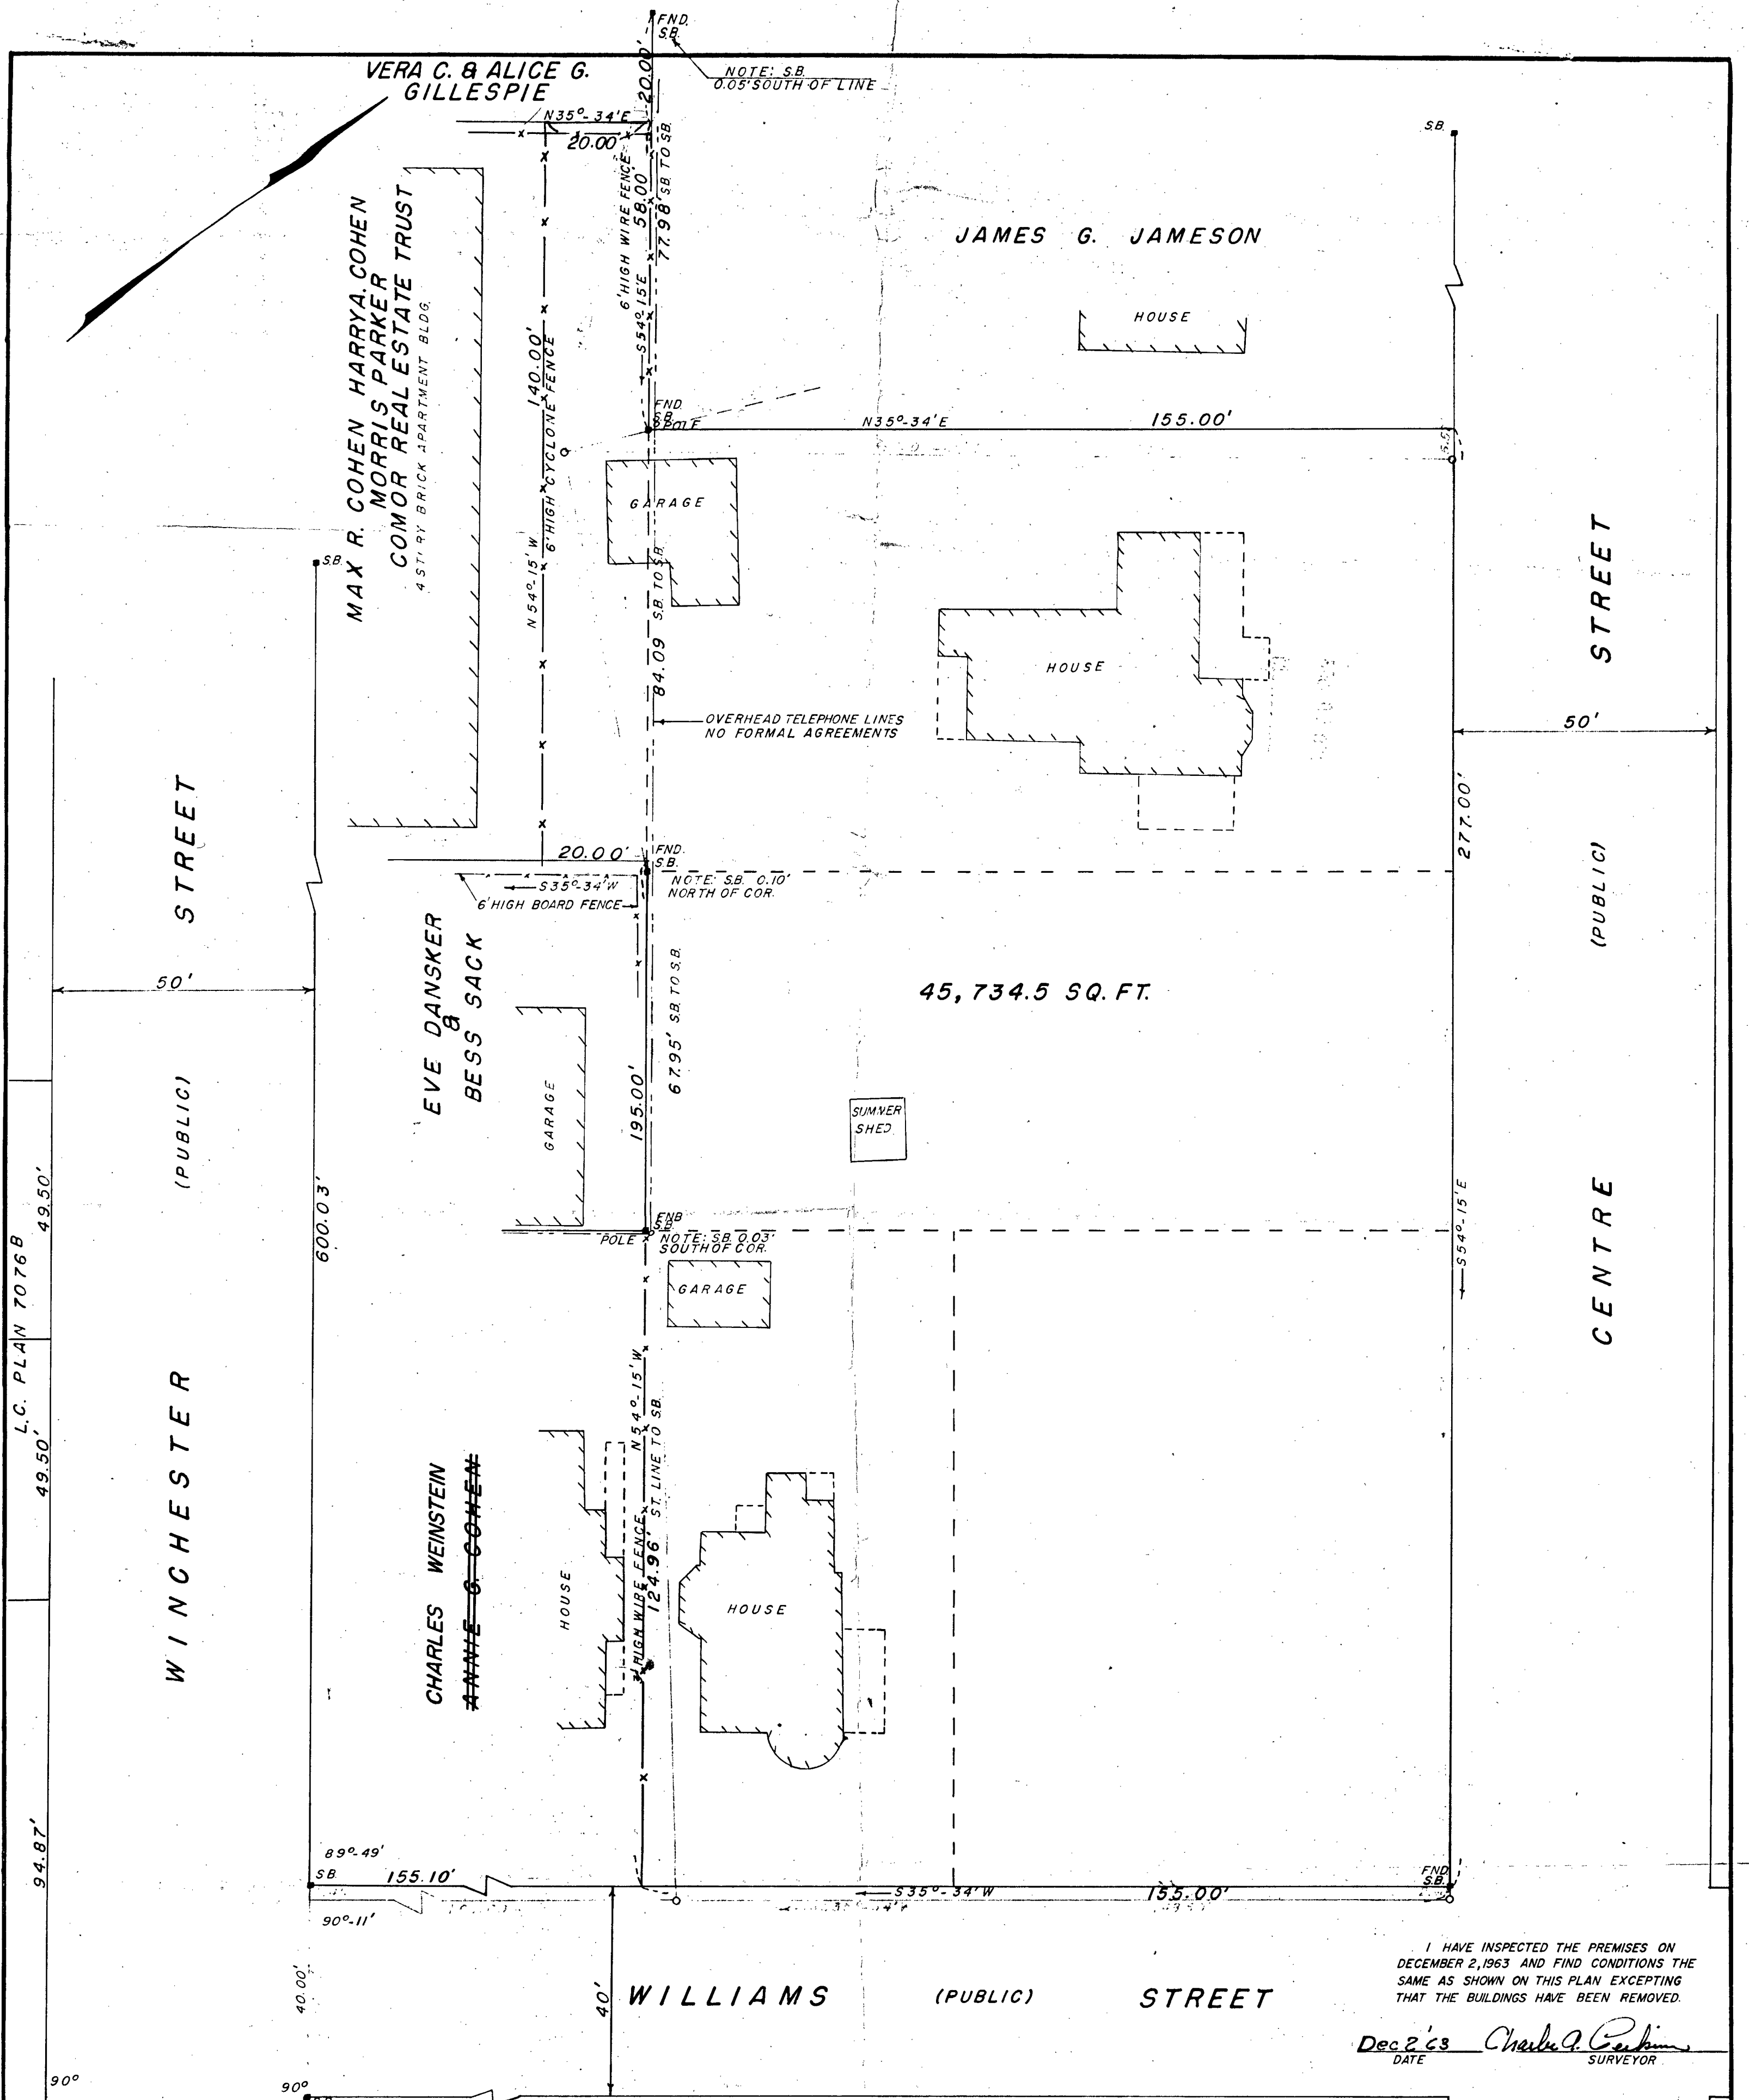 FND.
S.B.
20.00'
NOTE: S.B.
0.05' SOUTH OF LINE
VERA C. & ALICE G.
GILLESPIE
N35°-34'E
20.00'
S.B.
6' HIGH WIRE FENCE
58.00'
S54°-15'E
77.98' S.B. TO S.B.
JAMES G. JAMESON
HOUSE
MAX R. COHEN HARRY A. COHEN
MORRIS PARKER
COMOR REAL ESTATE TRUST
BRICK APARTMENT BLDG.
140.00'
6' HIGH CYCLONE FENCE
N54°-15'W
FND.
S.B.
POLE
N35°-34'E
155.00'
5.5'
GARAGE
S.B.
84.09 S.B. TO S.B.
HOUSE
OVERHEAD TELEPHONE LINES
NO FORMAL AGREEMENTS
STREET
50'
277.00'
(PUBLIC)
STREET
20.00'
FND.
S.B.
S35°-34'W
6' HIGH BOARD FENCE
NOTE: S.B. 0.10'
NORTH OF COR.
50'
EVE DANSKER
&
BESS SACK
45,734.5 SQ. FT.
67.95' S.B. TO S.B.
195.00'
GARAGE
(PUBLIC)
SUMMER
SHED
49.50'
600.03'
S54°-15'E
CENTRE
L.C. PLAN 7076B
FNB
S.B.
POLE
NOTE: S.B. 0.03'
SOUTH OF COR.
GARAGE
49.50'
N54°-15'W
124.96' ST. LINE TO S.B.
3' HIGH WIRE FENCE
WINCHESTER
CHARLES WEINSTEIN
ANNIE G. COHEN
HOUSE
HOUSE
94.87'
89°-49'
S.B.
155.10'
90°-11'
FND.
S.B.
S35°-34'W
155.00'
40.00'
40'
WILLIAMS (PUBLIC) STREET
I HAVE INSPECTED THE PREMISES ON
DECEMBER 2, 1963 AND FIND CONDITIONS THE
SAME AS SHOWN ON THIS PLAN EXCEPTING
THAT THE BUILDINGS HAVE BEEN REMOVED.
Dec 2 '63 Charles A. Perkins
DATE SURVEYOR
90°
90°